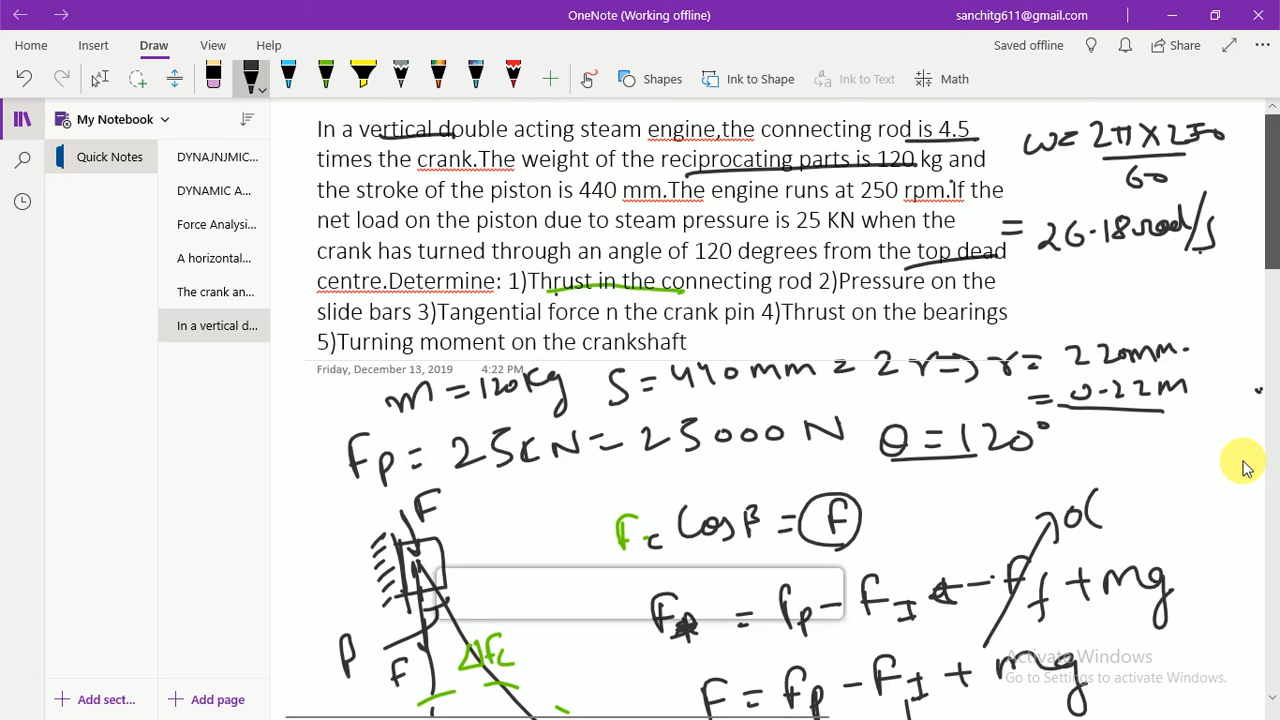 OneNote (Working offline)
sanchitg611@gmail.com
Home Insert Draw View Help
Saved offline
Share
Shapes
Ink to Shape
Ink to Text
Math
My Notebook
Quick Notes
DYNAJNJMIC...
DYNAMIC A...
Force Analysi...
A horizontal...
The crank an...
In a vertical d...
Add sect...
Add page
In a vertical double acting steam engine,the connecting rod is 4.5
times the crank.The weight of the reciprocating parts is 120 kg and
the stroke of the piston is 440 mm.The engine runs at 250 rpm.If the
net load on the piston due to steam pressure is 25 KN when the
crank has turned through an angle of 120 degrees from the top dead
centre.Determine: 1)Thrust in the connecting rod 2)Pressure on the
slide bars 3)Tangential force n the crank pin 4)Thrust on the bearings
5)Turning moment on the crankshaft
Friday, December 13, 2019 4:22 PM
ω = 2π × 250
60
= 26.18 rad/s
m = 120 kg S = 440 mm = 2r ⇒ r = 220mm.
= 0.22m
Fp = 25KN = 25000 N θ = 120°
F
Fc Cosβ = F
= Fp - FI - Ff + mg
F = Fp - FI + mg
β
F
Fc
Activate Windows
Go to Settings to activate Windows.